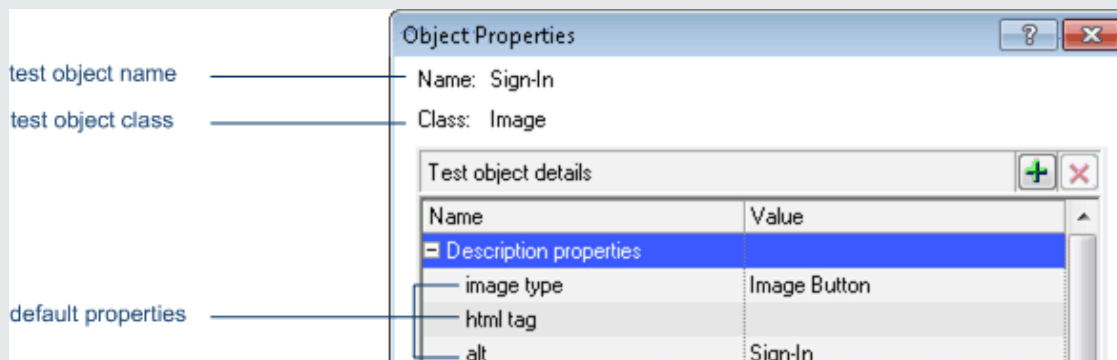 Object Properties
test object name
Name: Sign-In
test object class
Class: Image
Test object details
Name Value
Description properties
image type Image Button
default properties
html tag
alt Sign-In